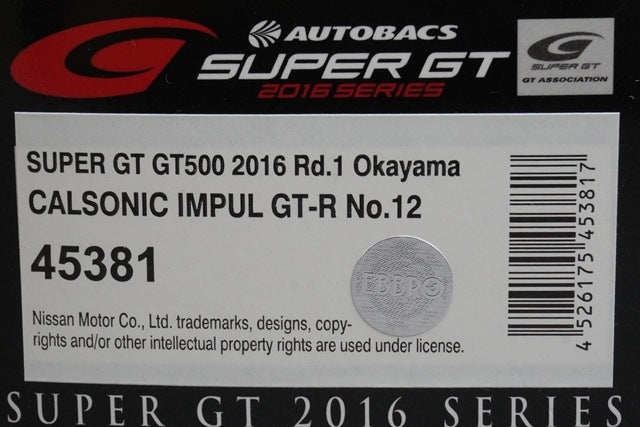 AUTOBACS
SUPER GT
2016 SERIES
SUPER GT
GT ASSOCIATION
SUPER GT GT500 2016 Rd.1 Okayama
CALSONIC IMPUL GT-R No.12
45381
EBBRO
Nissan Motor Co., Ltd. trademarks, designs, copy-
rights and/or other intellectual property rights are used under license.
4 526175 453817
SUPER GT 2016 SERIES